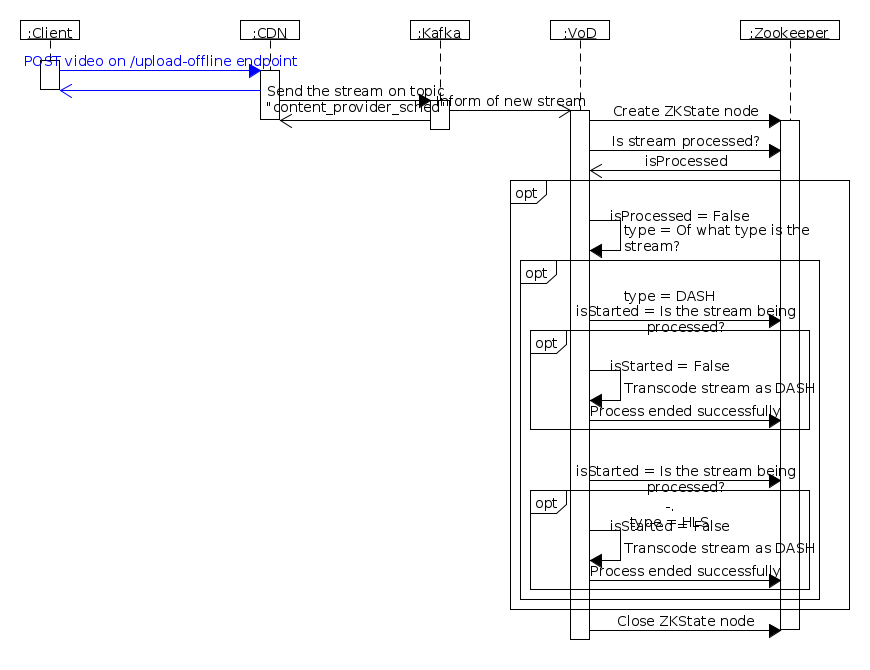 :Client
:CDN
:Kafka
:VoD
:Zookeeper
POST video on /upload-offline endpoint
Send the stream on topic
"content_provider_sched"
Inform of new stream
Create ZKState node
Is stream processed?
isProcessed
opt
isProcessed = False
type = Of what type is the
stream?
opt
type = DASH
isStarted = Is the stream being
processed?
opt
isStarted = False
Transcode stream as DASH
Process ended successfully
isStarted = Is the stream being
processed?
opt
-.
type = HLS
isStarted = False
Transcode stream as DASH
Process ended successfully
Close ZKState node